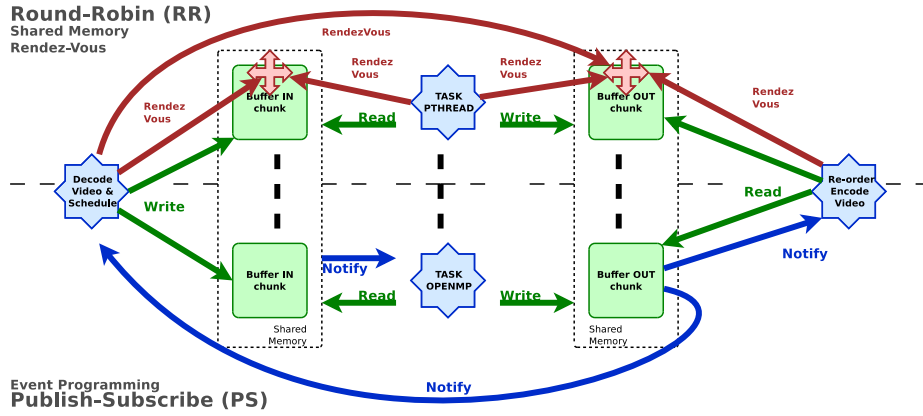 Round-Robin (RR)
Shared Memory
Rendez-Vous
RendezVous
Rendez
Vous
Rendez
Vous
Rendez
Vous
Rendez
Vous
Buffer IN
chunk
TASK
PTHREAD
Buffer OUT
chunk
Read
Write
Decode
Video &
Schedule
Write
Read
Re-order
Encode
Video
Notify
Buffer IN
chunk
Notify
TASK
OPENMP
Buffer OUT
chunk
Read
Write
Shared
Memory
Shared
Memory
Notify
Event Programming
Publish-Subscribe (PS)